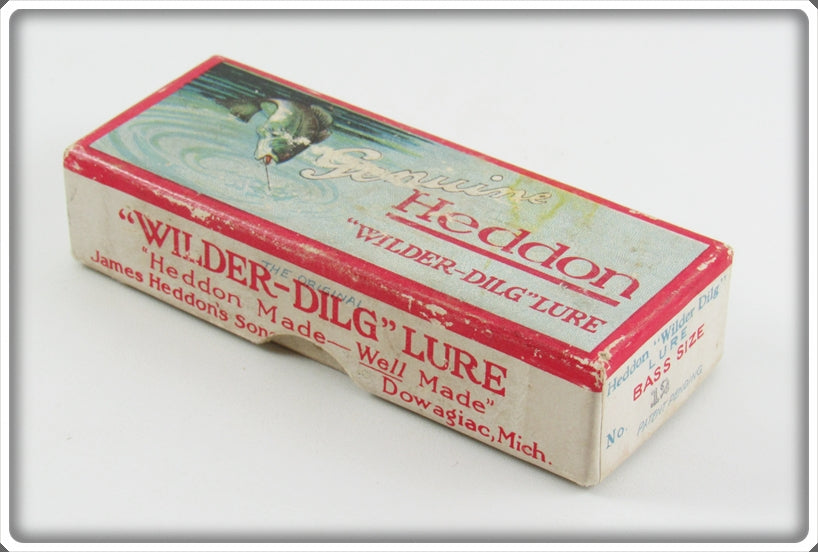 Genuine
Heddon
"WILDER-DILG" LURE
"WILDER-DILG" LURE
THE ORIGINAL
"Heddon Made—Well Made"
James Heddon's Sons
Dowagiac, Mich.
Heddon "Wilder Dilg"
LURE
BASS SIZE
No. 12
PATENT PENDING